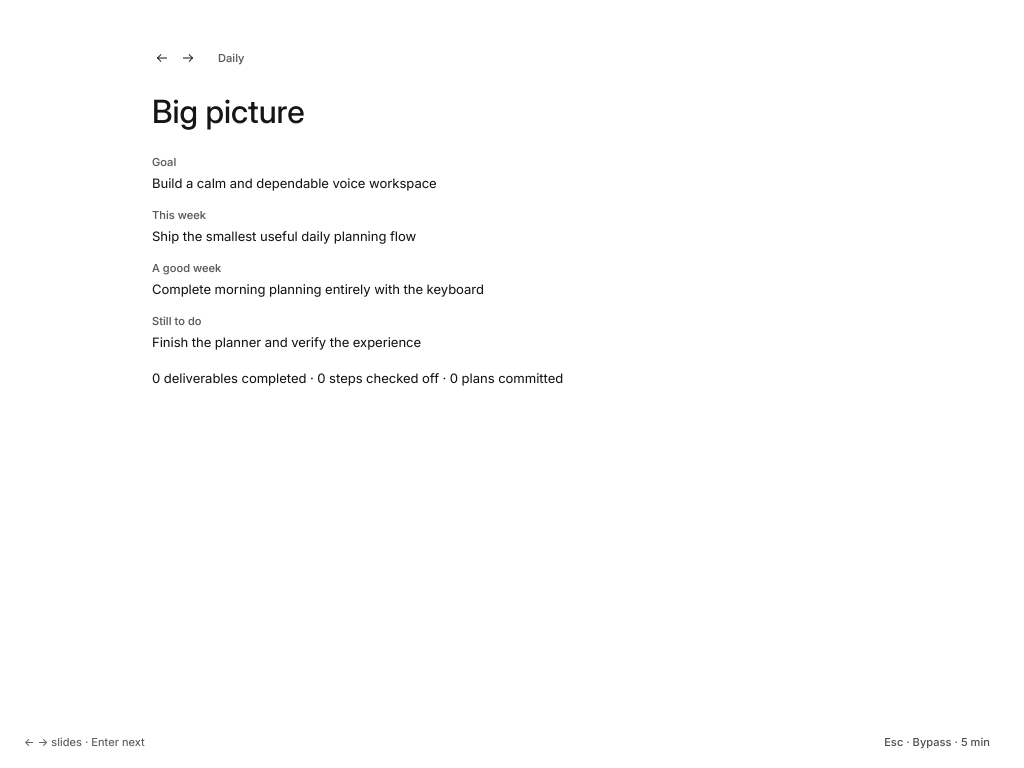 ← → Daily
Big picture
Goal
Build a calm and dependable voice workspace
This week
Ship the smallest useful daily planning flow
A good week
Complete morning planning entirely with the keyboard
Still to do
Finish the planner and verify the experience
0 deliverables completed · 0 steps checked off · 0 plans committed
← → slides · Enter next
Esc · Bypass · 5 min